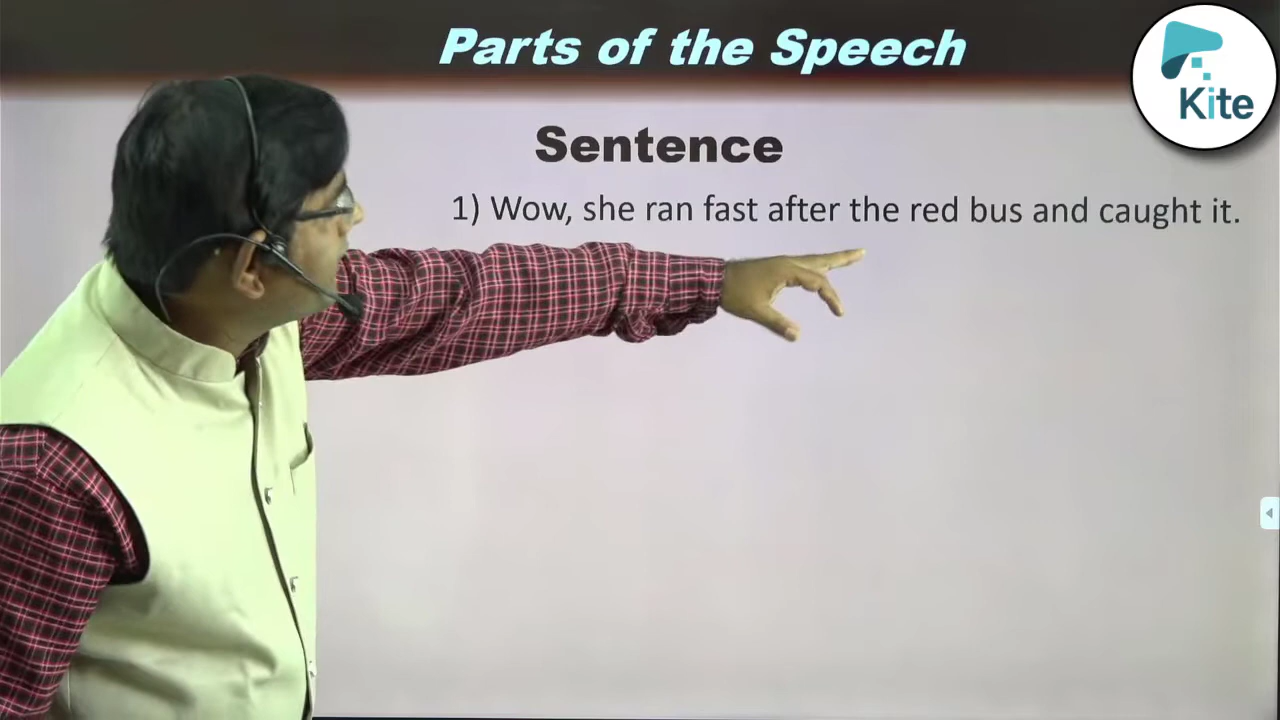 Parts of the Speech
Kite
Sentence
1) Wow, she ran fast after the red bus and caught it.